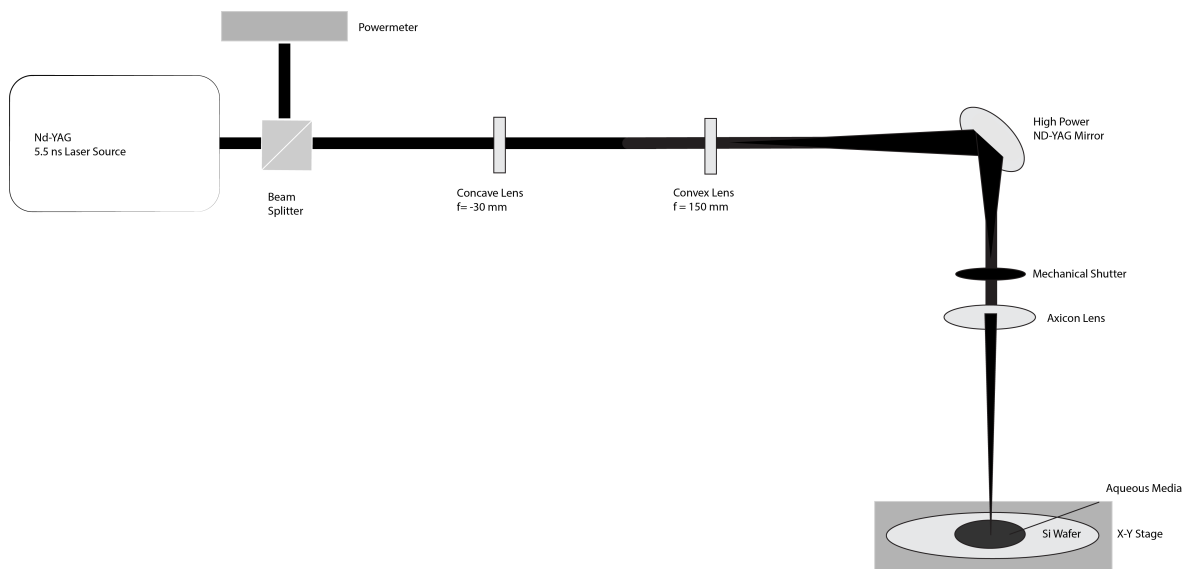 Powermeter
Nd-YAG
5.5 ns Laser Source
Beam
Splitter
Concave Lens
f= -30 mm
Convex Lens
f = 150 mm
High Power
ND-YAG Mirror
Mechanical Shutter
Axicon Lens
Aqueous Media
Si Wafer
X-Y Stage